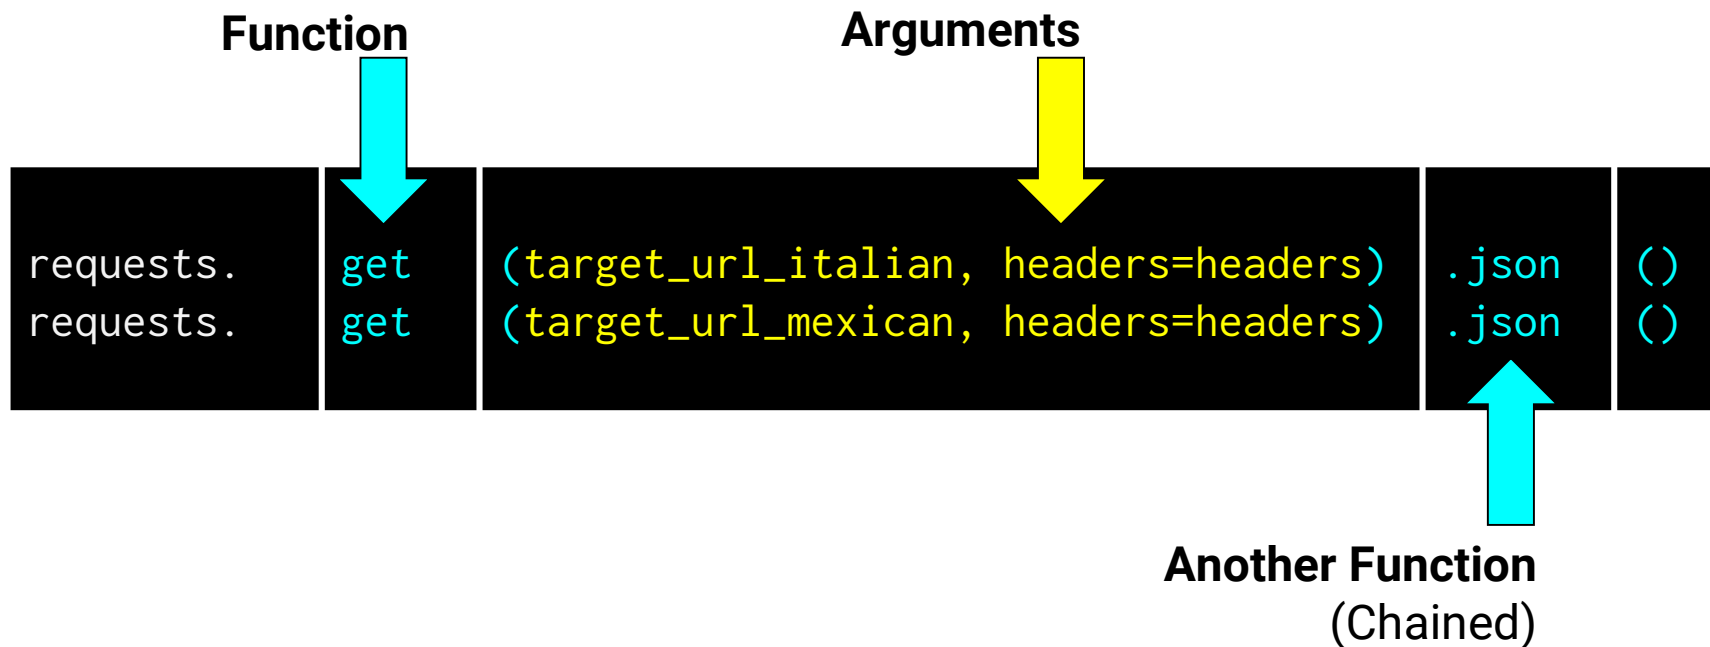 Function
Arguments
requests. get (target_url_italian, headers=headers) .json ()
requests. get (target_url_mexican, headers=headers) .json ()
Another Function
(Chained)